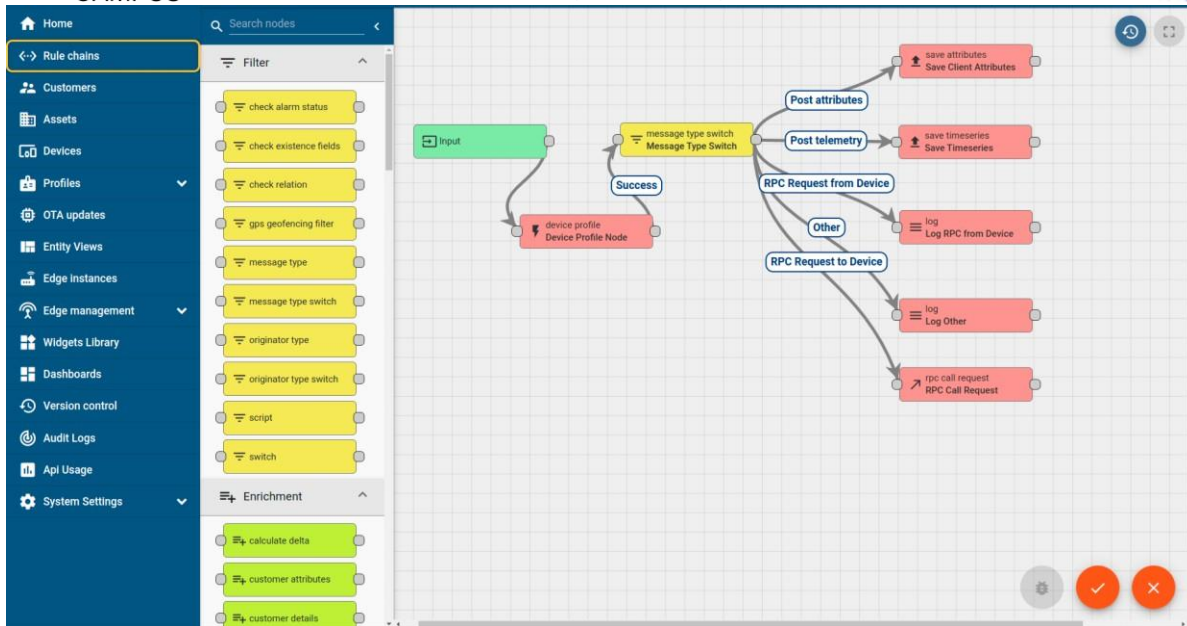 CAMPUS
Home
Rule chains
Customers
Assets
Devices
Profiles
OTA updates
Entity Views
Edge instances
Edge management
Widgets Library
Dashboards
Version control
Audit Logs
Api Usage
System Settings
Search nodes
Filter
check alarm status
check existence fields
check relation
gps geofencing filter
message type
message type switch
originator type
originator type switch
script
switch
Enrichment
calculate delta
customer attributes
customer details
Input
device profile
Device Profile Node
Success
message type switch
Message Type Switch
Post attributes
Post telemetry
RPC Request from Device
Other
RPC Request to Device
save attributes
Save Client Attributes
save timeseries
Save Timeseries
log
Log RPC from Device
log
Log Other
rpc call request
RPC Call Request